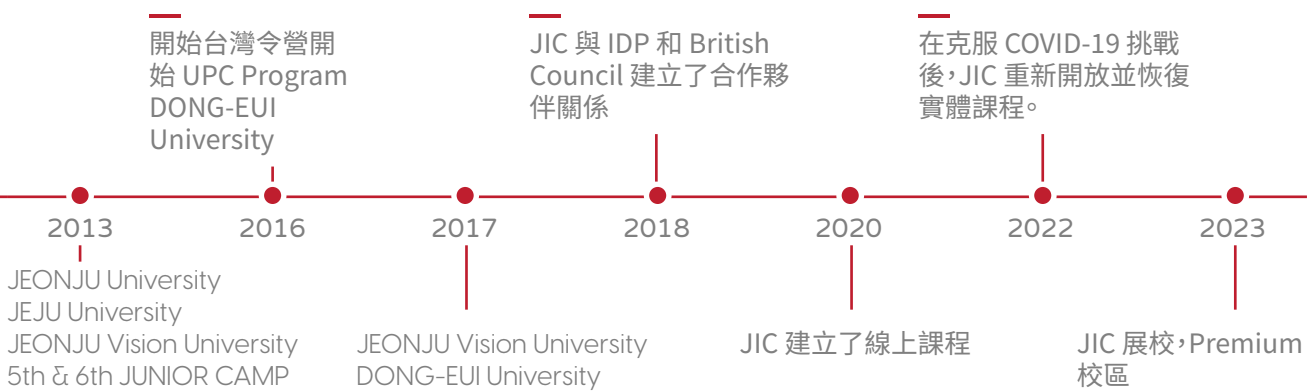 開始台灣令營開
始 UPC Program
DONG-EUI
University
JIC 與 IDP 和 British
Council 建立了合作夥
伴關係
在克服 COVID-19 挑戰
後，JIC 重新開放並恢復
實體課程。
2013
2016
2017
2018
2020
2022
2023
JEONJU University
JEJU University
JEONJU Vision University
5th & 6th JUNIOR CAMP
JEONJU Vision University
DONG-EUI University
JIC 建立了線上課程
JIC 展校，Premium
校區